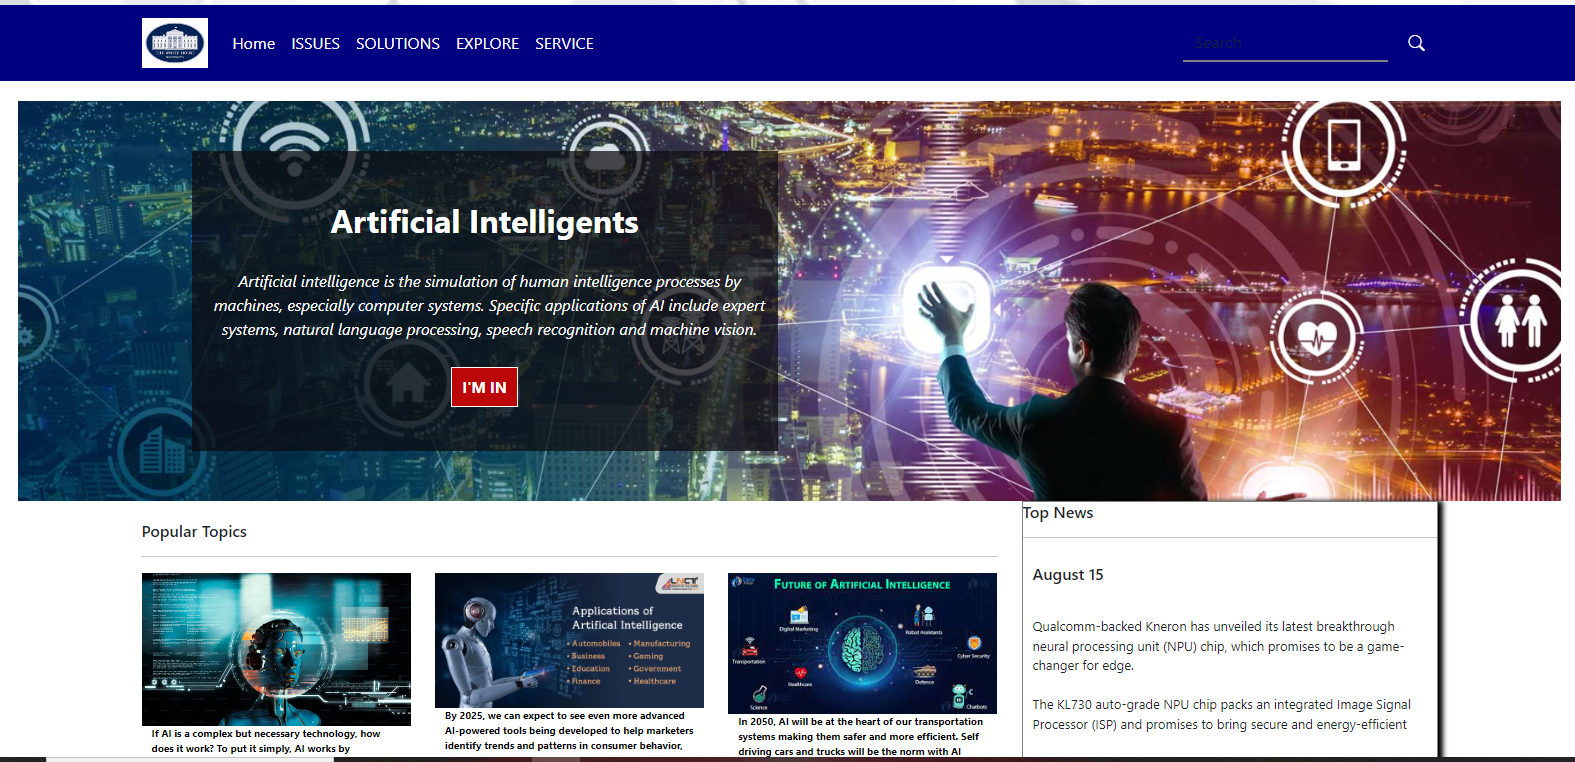 THE WHITE HOUSE
Home ISSUES SOLUTIONS EXPLORE SERVICE
Search
Artificial Intelligents
Artificial intelligence is the simulation of human intelligence processes by
machines, especially computer systems. Specific applications of AI include expert
systems, natural language processing, speech recognition and machine vision.
I'M IN
Popular Topics
LNCT
Applications of
Artifical Intelligence
• Automobiles • Manufacturing
• Business • Gaming
• Education • Government
• Finance • Healthcare
FUTURE OF ARTIFICIAL INTELLIGENCE
Digital Marketing
Robot Assistants
Transportation
Cyber Security
Healthcare
Defence
Science
Chatbots
If AI is a complex but necessary technology, how
does it work? To put it simply, AI works by
By 2025, we can expect to see even more advanced
AI-powered tools being developed to help marketers
identify trends and patterns in consumer behavior,
In 2050, AI will be at the heart of our transportation
systems making them safer and more efficient. Self
driving cars and trucks will be the norm with AI
Top News
August 15
Qualcomm-backed Kneron has unveiled its latest breakthrough
neural processing unit (NPU) chip, which promises to be a game-
changer for edge.
The KL730 auto-grade NPU chip packs an integrated Image Signal
Processor (ISP) and promises to bring secure and energy-efficient